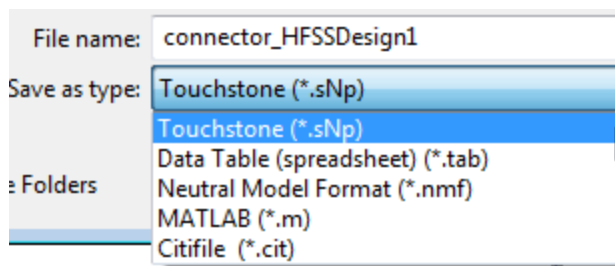 File name: connector_HFSSDesign1
Save as type: Touchstone (*.sNp)
Touchstone (*.sNp)
Data Table (spreadsheet) (*.tab)
e Folders
Neutral Model Format (*.nmf)
MATLAB (*.m)
Citifile (*.cit)